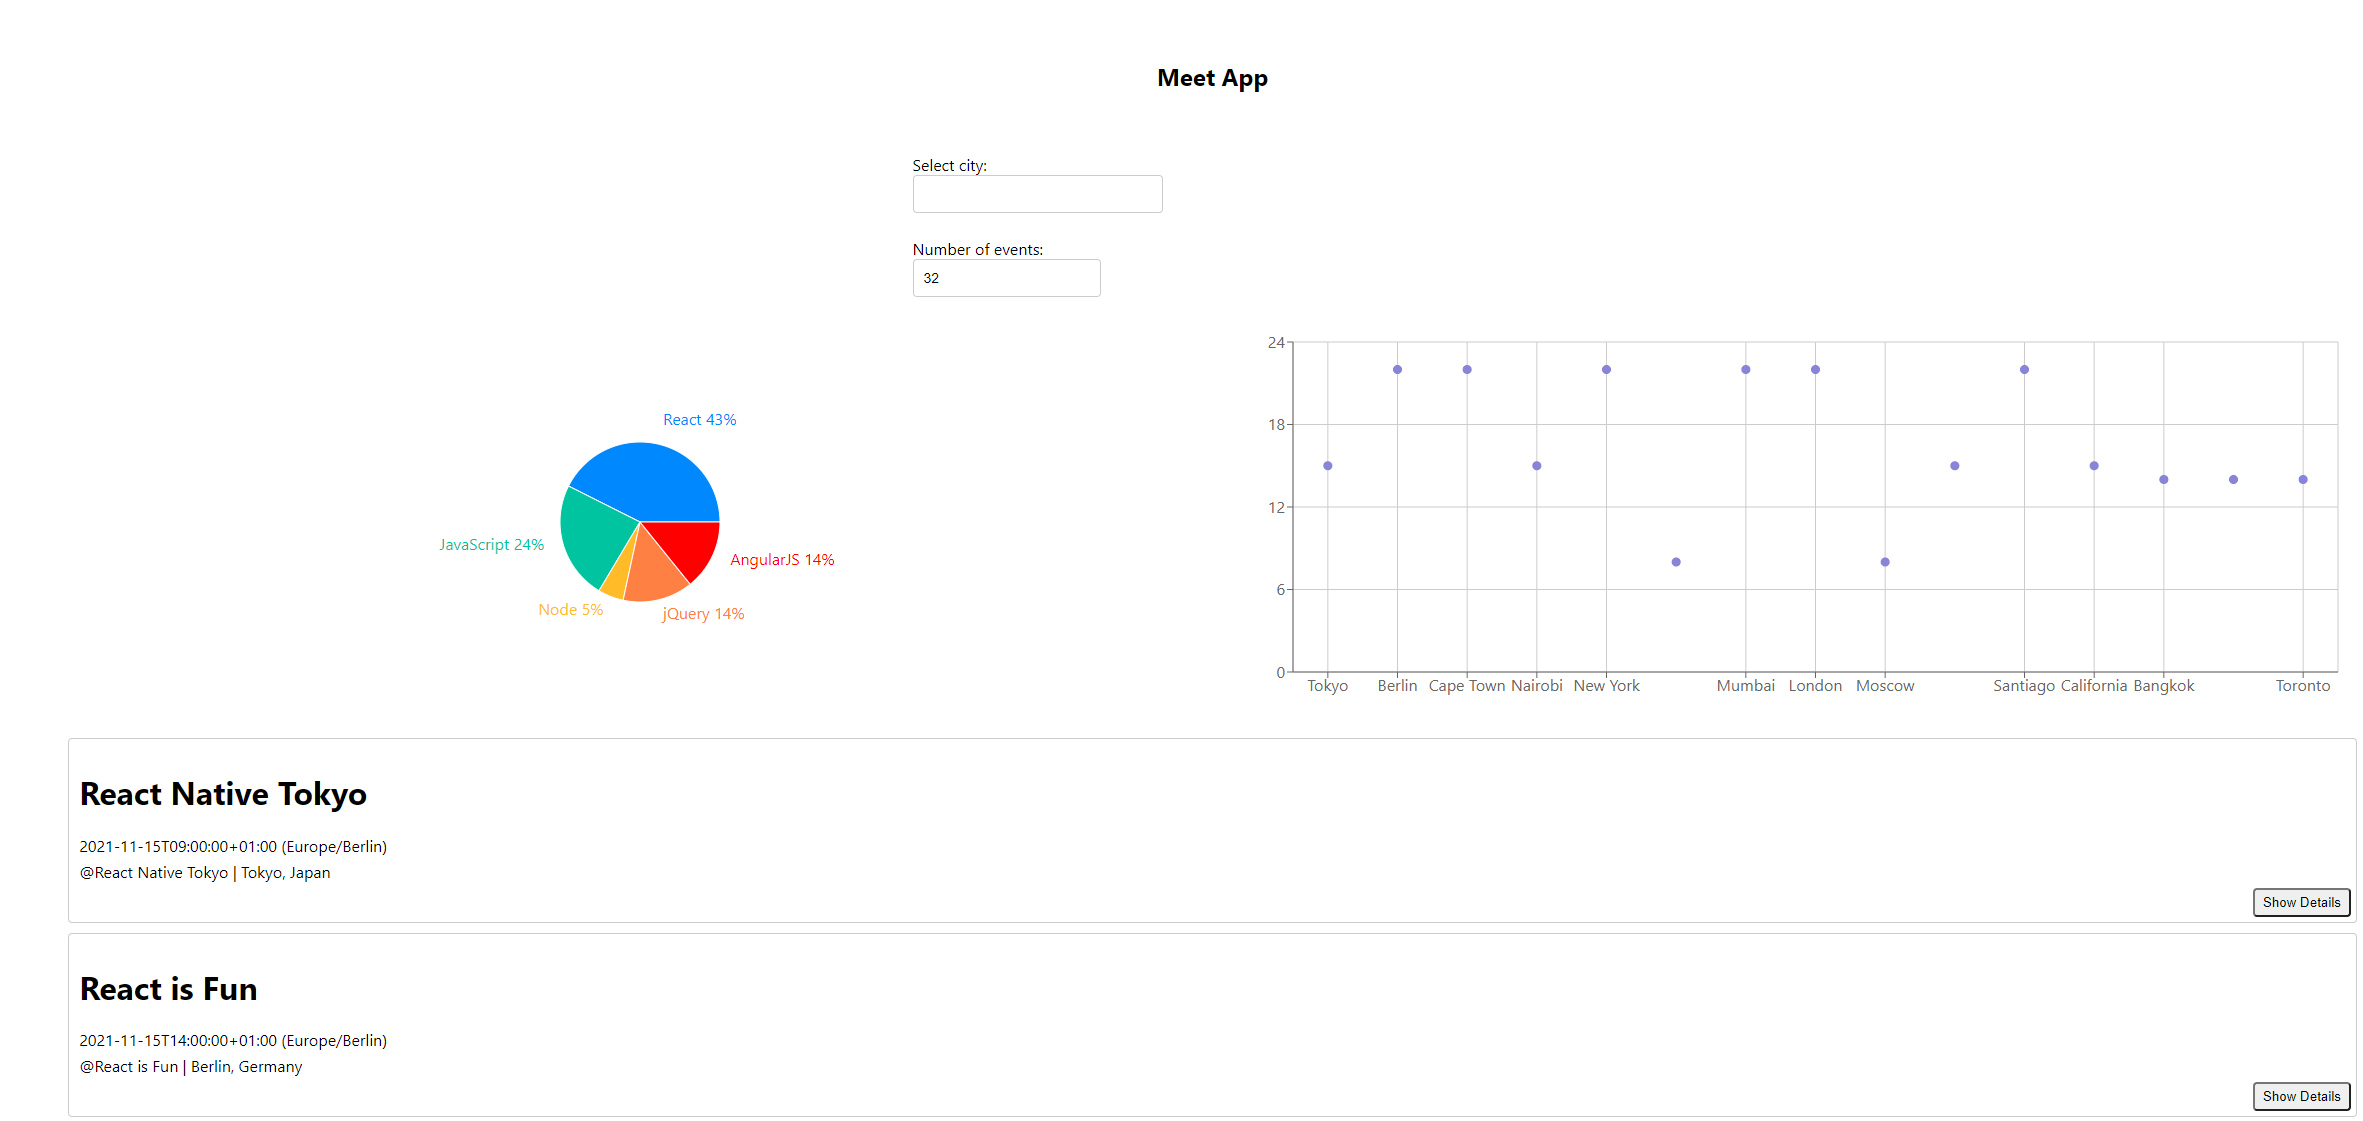 Meet App
Select city:
Number of events:
32
React 43%
JavaScript 24%
AngularJS 14%
Node 5%
jQuery 14%
24
18
12
6
0
Tokyo Berlin Cape Town Nairobi New York Mumbai London Moscow Santiago California Bangkok Toronto
React Native Tokyo
2021-11-15T09:00:00+01:00 (Europe/Berlin)
@React Native Tokyo | Tokyo, Japan
Show Details
React is Fun
2021-11-15T14:00:00+01:00 (Europe/Berlin)
@React is Fun | Berlin, Germany
Show Details